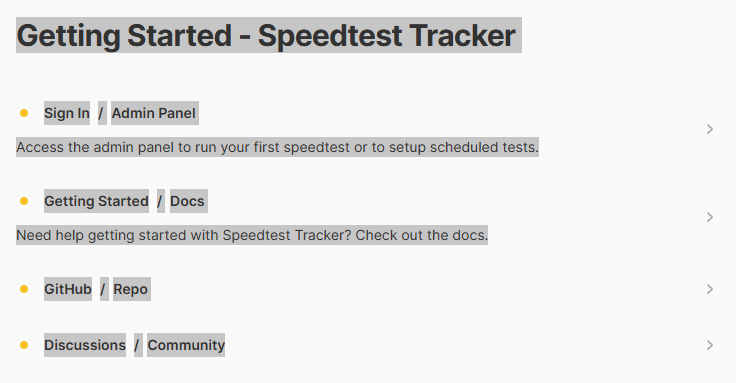 Getting Started - Speedtest Tracker
Sign In / Admin Panel
Access the admin panel to run your first speedtest or to setup scheduled tests.
Getting Started / Docs
Need help getting started with Speedtest Tracker? Check out the docs.
GitHub / Repo
Discussions / Community